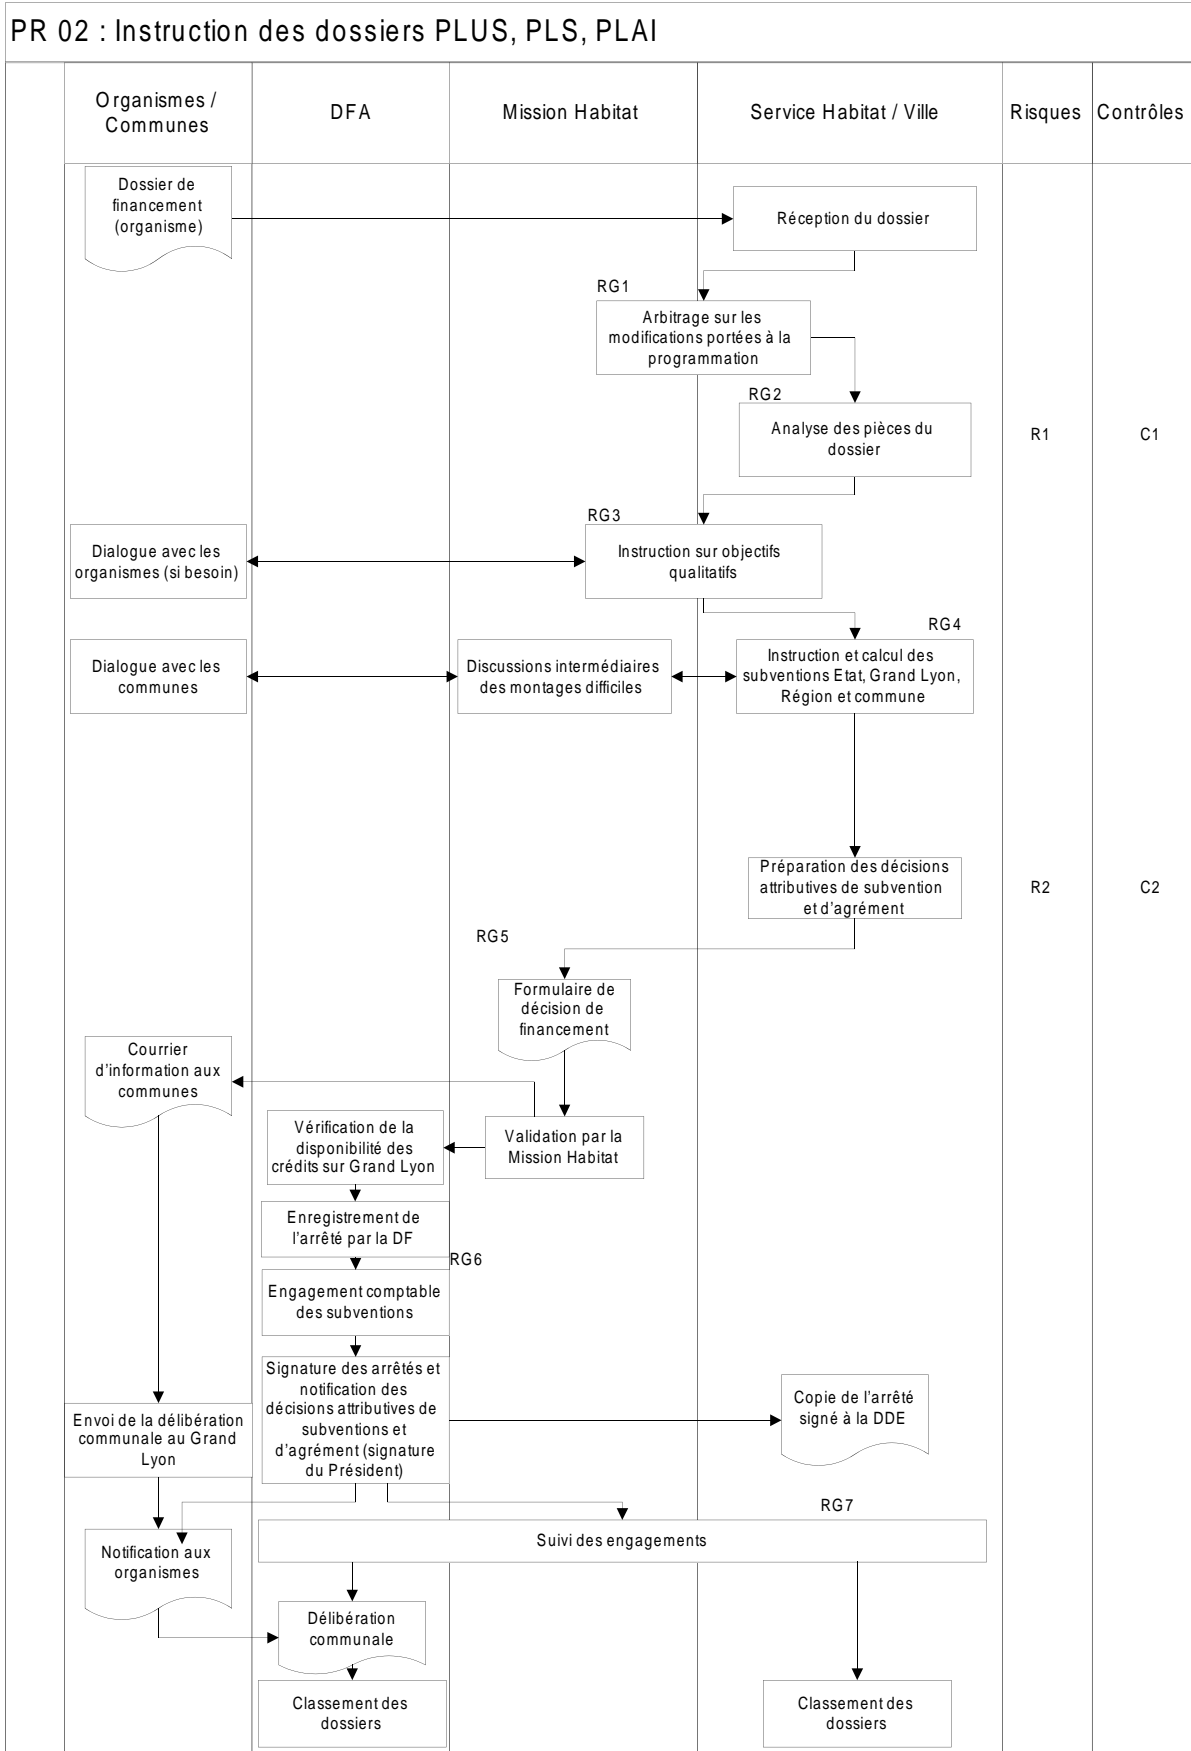 PR 02 : Instruction des dossiers PLUS, PLS, PLAI
Organismes /
Communes
DFA
Mission Habitat
Service Habitat / Ville
Risques
Contrôles
Dossier de
financement
(organisme)
Réception du dossier
RG1
Arbitrage sur les
modifications portées à la
programmation
RG2
Analyse des pièces du
dossier
R1
C1
RG3
Dialogue avec les
organismes (si besoin)
Instruction sur objectifs
qualitatifs
RG4
Dialogue avec les
communes
Discussions intermédiaires
des montages difficiles
Instruction et calcul des
subventions Etat, Grand Lyon,
Région et commune
Préparation des décisions
attributives de subvention
et d'agrément
R2
C2
RG5
Formulaire de
décision de
financement
Courrier
d'information aux
communes
Vérification de la
disponibilité des
crédits sur Grand Lyon
Validation par la
Mission Habitat
Enregistrement de
l'arrêté par la DF
RG6
Engagement comptable
des subventions
Signature des arrêtés et
notification des
décisions attributives de
subventions et
d'agrément (signature
du Président)
Copie de l'arrêté
signé à la DDE
Envoi de la délibération
communale au Grand
Lyon
RG7
Suivi des engagements
Notification aux
organismes
Délibération
communale
Classement des
dossiers
Classement des
dossiers